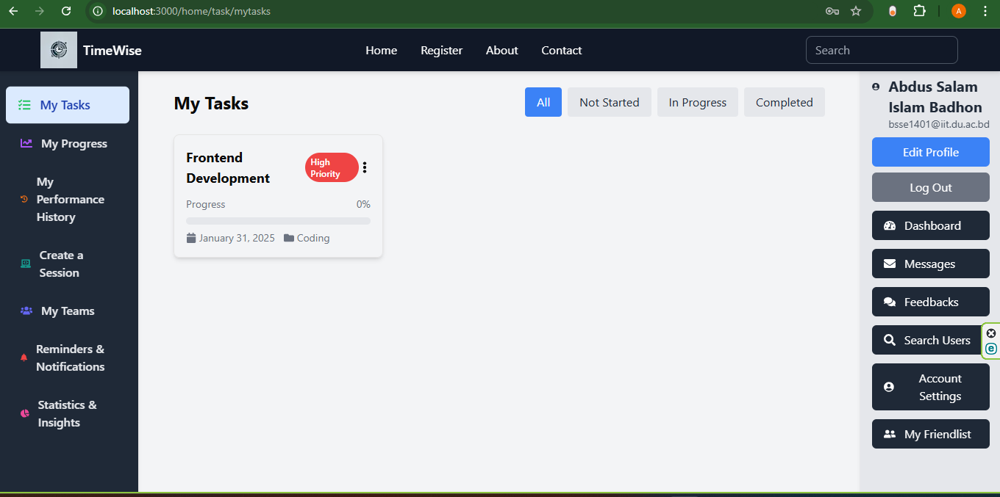 localhost:3000/home/task/mytasks
A
TimeWise
Home
Register
About
Contact
Search
My Tasks
My Progress
My
Performance
History
Create a
Session
My Teams
Reminders &
Notifications
Statistics &
Insights
My Tasks
All
Not Started
In Progress
Completed
Frontend
Development
High
Priority
Progress
0%
January 31, 2025
Coding
Abdus Salam
Islam Badhon
bsse1401@iit.du.ac.bd
Edit Profile
Log Out
Dashboard
Messages
Feedbacks
Search Users
Account
Settings
My Friendlist
e